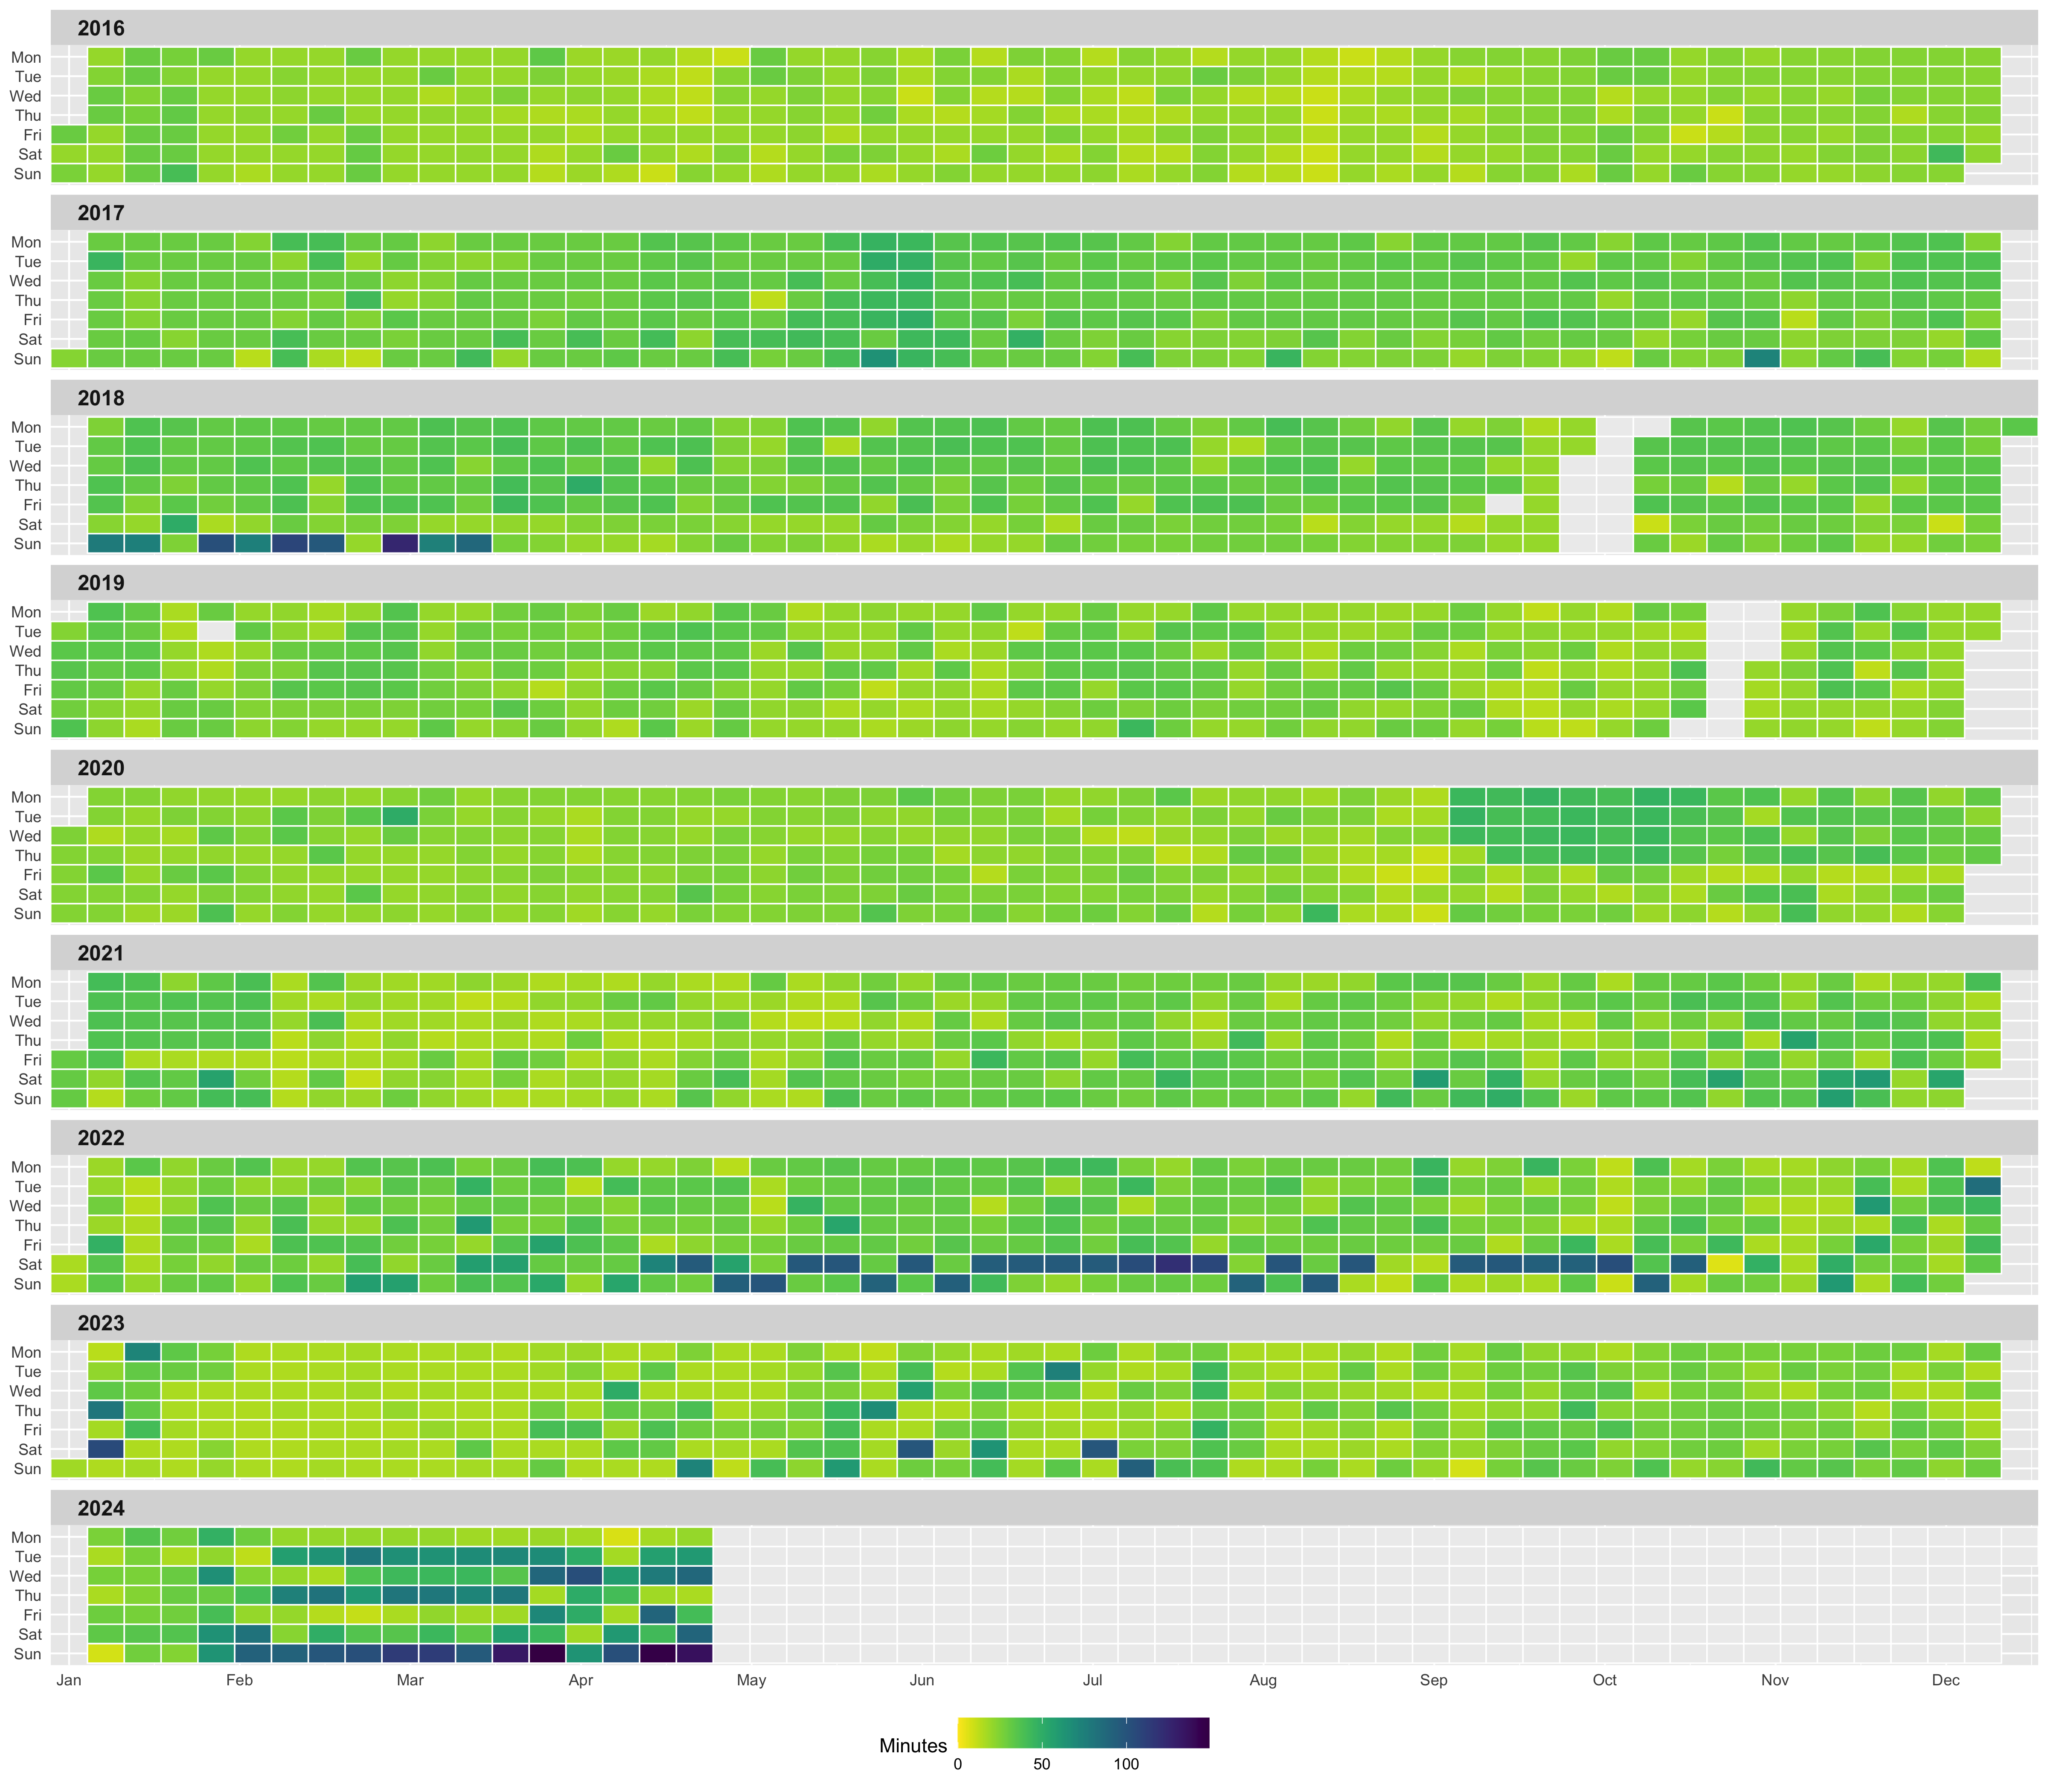 2016
Mon
Tue
Wed
Thu
Fri
Sat
Sun
2017
Mon
Tue
Wed
Thu
Fri
Sat
Sun
2018
Mon
Tue
Wed
Thu
Fri
Sat
Sun
2019
Mon
Tue
Wed
Thu
Fri
Sat
Sun
2020
Mon
Tue
Wed
Thu
Fri
Sat
Sun
2021
Mon
Tue
Wed
Thu
Fri
Sat
Sun
2022
Mon
Tue
Wed
Thu
Fri
Sat
Sun
2023
Mon
Tue
Wed
Thu
Fri
Sat
Sun
2024
Mon
Tue
Wed
Thu
Fri
Sat
Sun
Jan Feb Mar Apr May Jun Jul Aug Sep Oct Nov Dec
Minutes
0 50 100